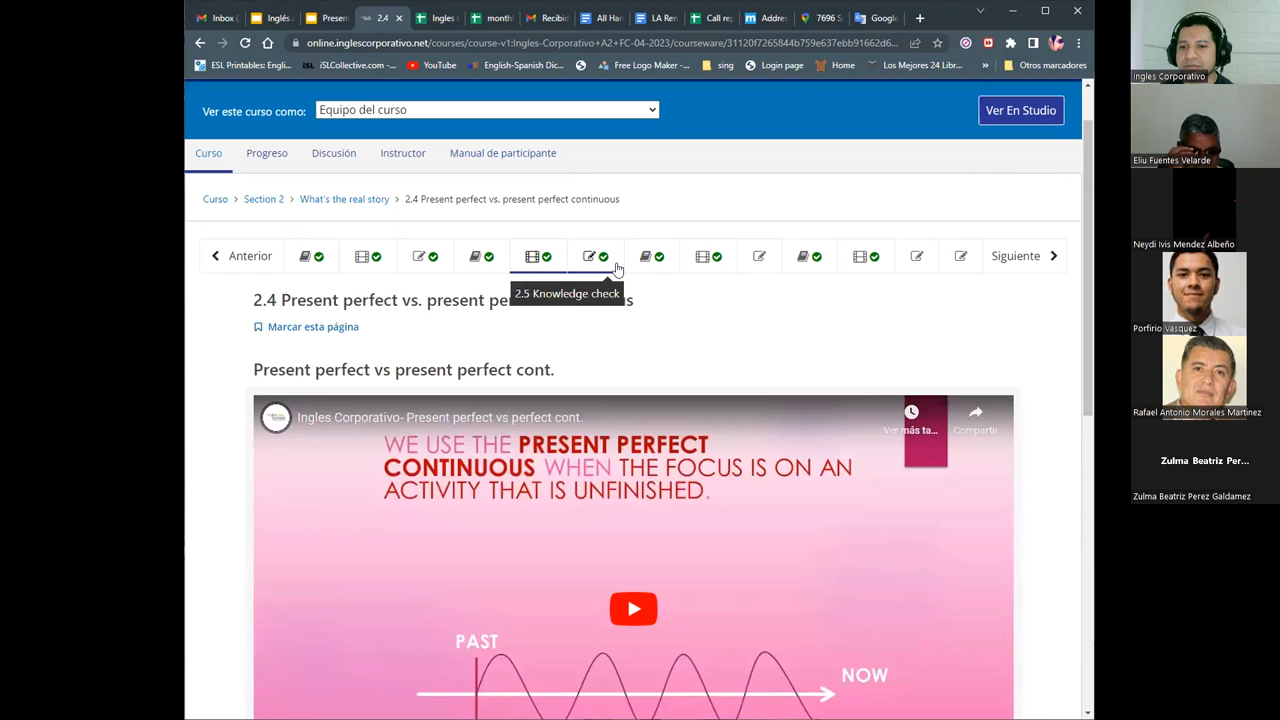 Inbox (
Inglés
Present
2.4
Ingles
month
Recibid
All Har
LA Ren
Call re
Addres
7696 S
Google
online.inglescorporativo.net/courses/course-v1:Ingles-Corporativo+A2+FC-04-2023/courseware/31120f7265844b759e637ebb91662d6...
ESL Printables: Engli...
iSLCollective.com -...
YouTube
English-Spanish Dic...
Free Logo Maker -...
sing
Login page
Home
Los Mejores 24 Libr...
»
Otros marcadores
Ver este curso como:
Equipo del curso
Ver En Studio
Curso
Progreso
Discusión
Instructor
Manual de participante
Curso > Section 2 > What's the real story > 2.4 Present perfect vs. present perfect continuous
Anterior
Siguiente
2.5 Knowledge check
2.4 Present perfect vs. present pe
s
Marcar esta página
Present perfect vs present perfect cont.
Ingles Corporativo- Present perfect vs perfect cont.
Ver más ta...
Compartir
WE USE THE PRESENT PERFECT
CONTINUOUS WHEN THE FOCUS IS ON AN
ACTIVITY THAT IS UNFINISHED.
PAST
NOW
Ingles Corporativo
Eliu Fuentes Velarde
Neydi Ivis Mendez Albeño
Porfirio Vasquez
Rafael Antonio Morales Martinez
Zulma Beatriz Per...
Zulma Beatriz Perez Galdamez